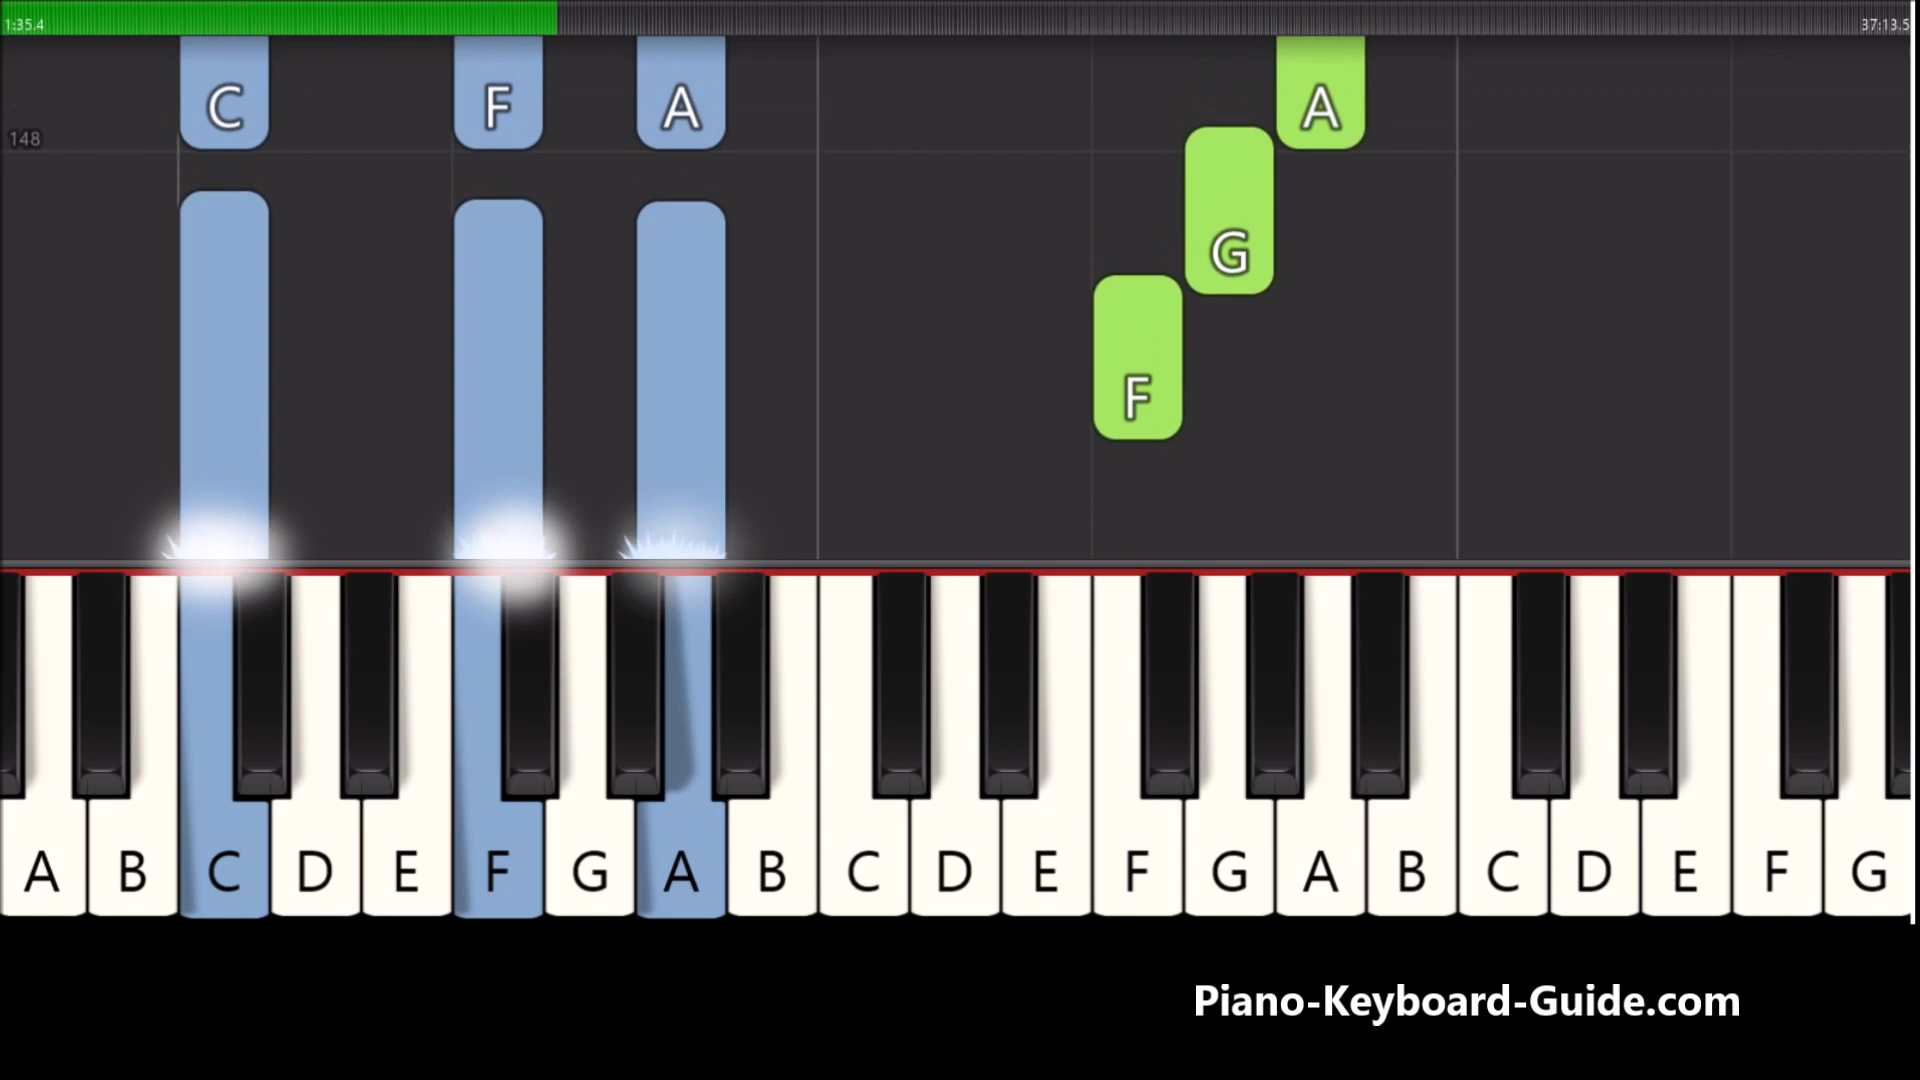 1:35.4 37:13.5
C F A A
148
G
F
A B C D E F G A B C D E F G A B C D E F G
Piano-Keyboard-Guide.com